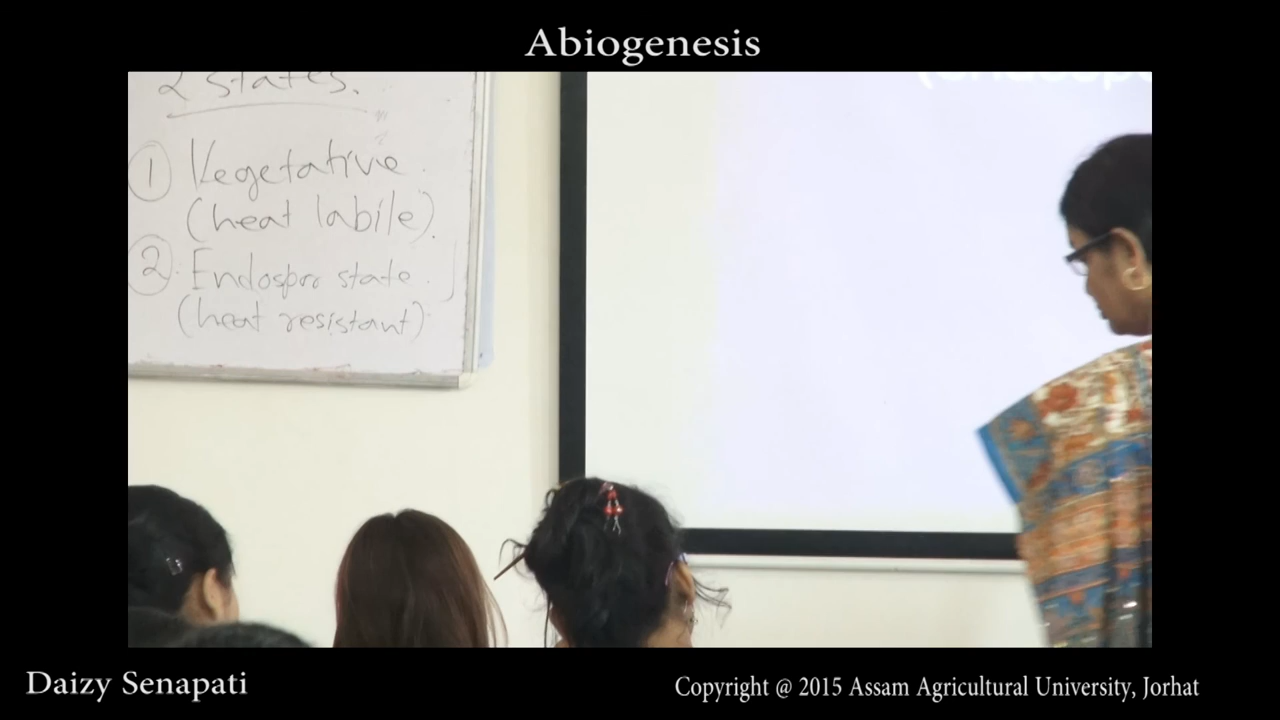 Abiogenesis
2 states.
① Vegetative.
(heat labile).
②. Endospor state.
(heat resistant)
Daizy Senapati
Copyright @ 2015 Assam Agricultural University, Jorhat